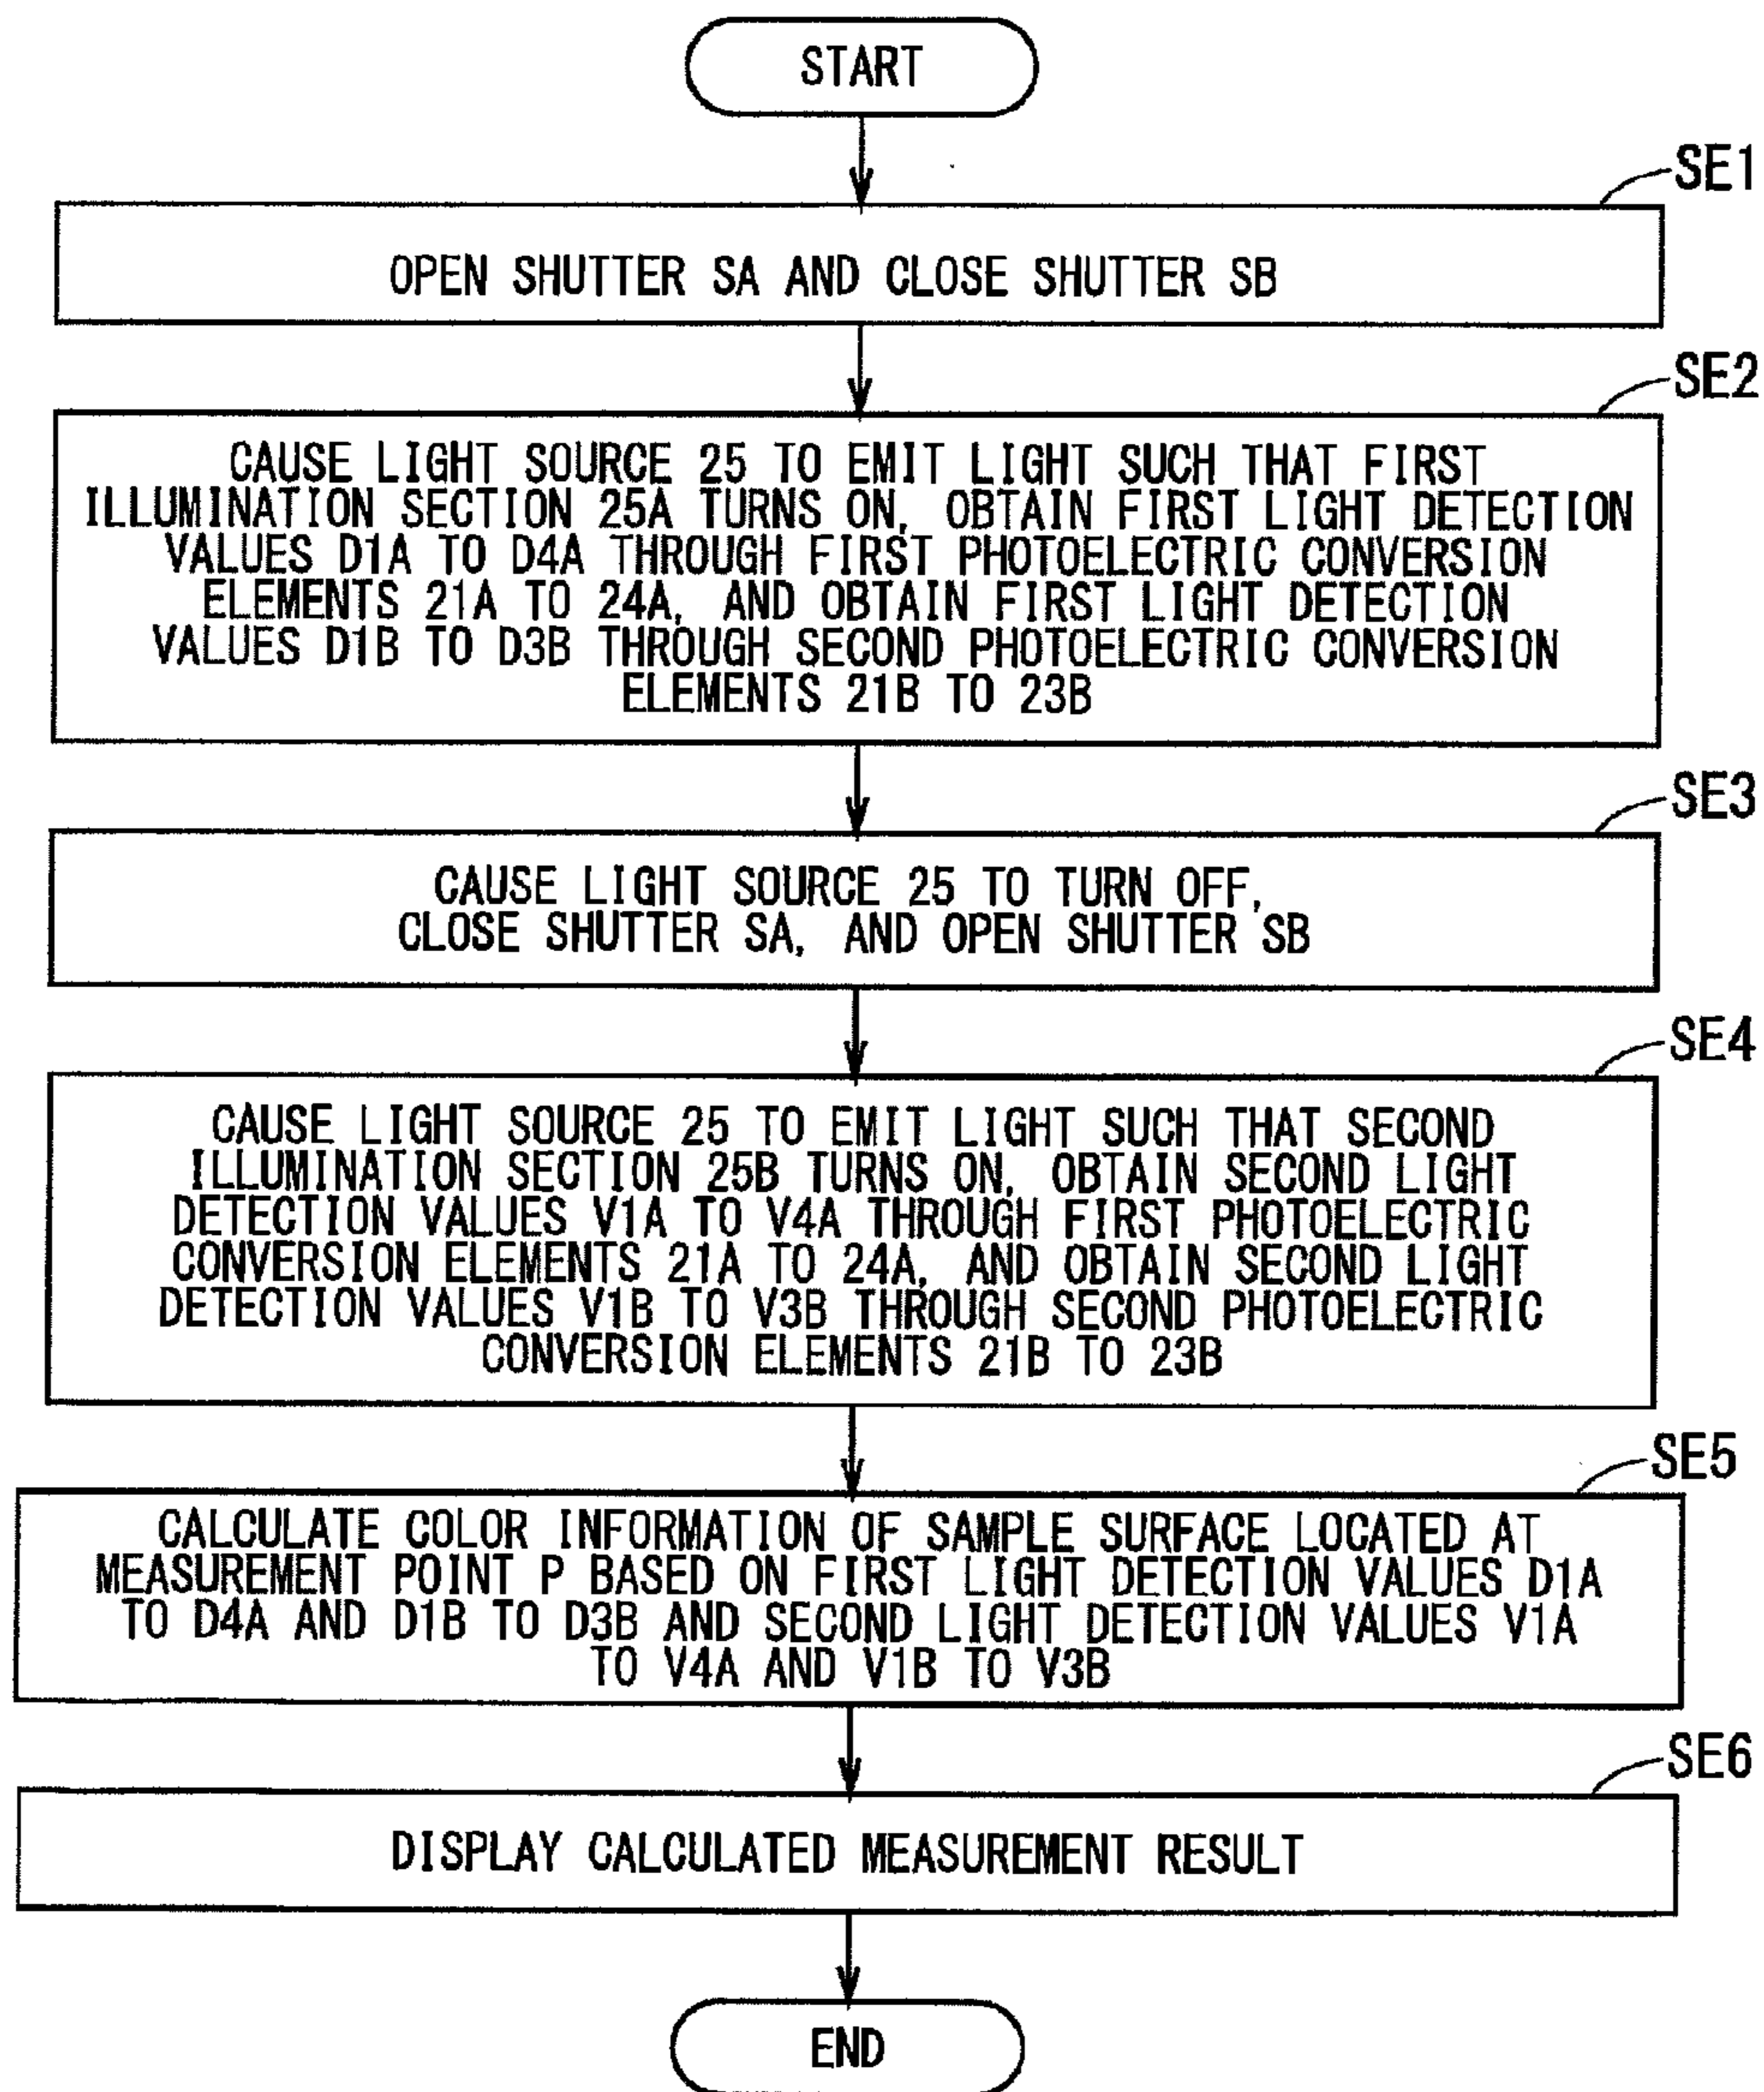 START
SE1
OPEN SHUTTER SA AND CLOSE SHUTTER SB
SE2
CAUSE LIGHT SOURCE 25 TO EMIT LIGHT SUCH THAT FIRST
ILLUMINATION SECTION 25A TURNS ON, OBTAIN FIRST LIGHT DETECTION
VALUES D1A TO D4A THROUGH FIRST PHOTOELECTRIC CONVERSION
ELEMENTS 21A TO 24A, AND OBTAIN FIRST LIGHT DETECTION
VALUES D1B TO D3B THROUGH SECOND PHOTOELECTRIC CONVERSION
ELEMENTS 21B TO 23B
SE3
CAUSE LIGHT SOURCE 25 TO TURN OFF,
CLOSE SHUTTER SA, AND OPEN SHUTTER SB
SE4
CAUSE LIGHT SOURCE 25 TO EMIT LIGHT SUCH THAT SECOND
ILLUMINATION SECTION 25B TURNS ON, OBTAIN SECOND LIGHT
DETECTION VALUES V1A TO V4A THROUGH FIRST PHOTOELECTRIC
CONVERSION ELEMENTS 21A TO 24A, AND OBTAIN SECOND LIGHT
DETECTION VALUES V1B TO V3B THROUGH SECOND PHOTOELECTRIC
CONVERSION ELEMENTS 21B TO 23B
SE5
CALCULATE COLOR INFORMATION OF SAMPLE SURFACE LOCATED AT
MEASUREMENT POINT P BASED ON FIRST LIGHT DETECTION VALUES D1A
TO D4A AND D1B TO D3B AND SECOND LIGHT DETECTION VALUES V1A
TO V4A AND V1B TO V3B
SE6
DISPLAY CALCULATED MEASUREMENT RESULT
END